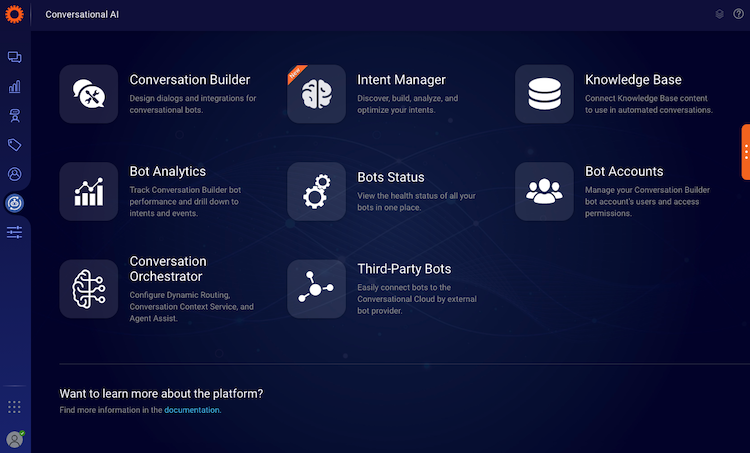 Conversational AI
Conversation Builder
Design dialogs and integrations for
conversational bots.
New
Intent Manager
Discover, build, analyze, and
optimize your intents.
Knowledge Base
Connect Knowledge Base content
to use in automated conversations.
Bot Analytics
Track Conversation Builder bot
performance and drill down to
intents and events.
Bots Status
View the health status of all your
bots in one place.
Bot Accounts
Manage your Conversation Builder
bot account's users and access
permissions.
Conversation
Orchestrator
Configure Dynamic Routing,
Conversation Context Service, and
Agent Assist.
Third-Party Bots
Easily connect bots to the
Conversational Cloud by external
bot provider.
Want to learn more about the platform?
Find more information in the documentation.